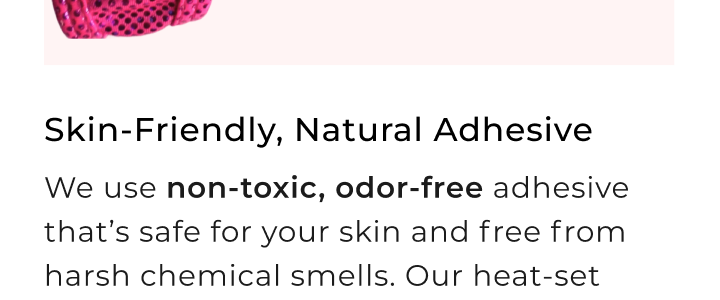 Skin-Friendly, Natural Adhesive
We use non-toxic, odor-free adhesive
that’s safe for your skin and free from
harsh chemical smells. Our heat-set